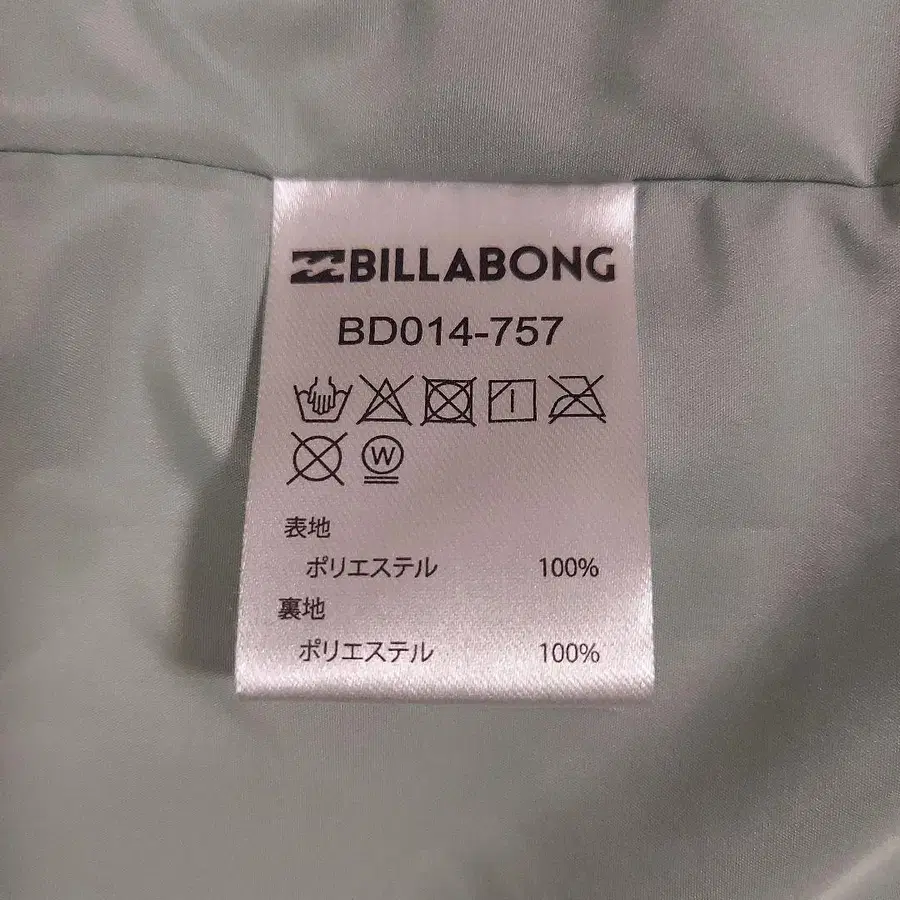 BILLABONG
BD014-757
W
表地
ポリエステル 100%
裏地
ポリエステル 100%